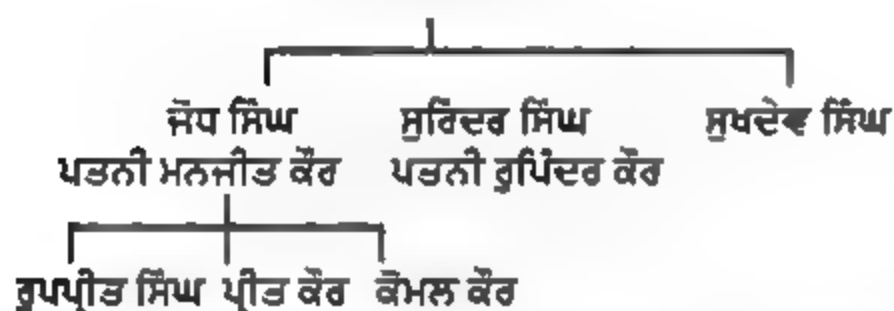 ਜੋਧ ਸਿੰਘ ਸੁਰਿੰਦਰ ਸਿੰਘ ਸੁਖਦੇਵ ਸਿੰਘ
ਪਤਨੀ ਮਨਜੀਤ ਕੌਰ ਪਤਨੀ ਰੁਪਿੰਦਰ ਕੌਰ
ਰੂਪਪ੍ਰੀਤ ਸਿੰਘ ਪ੍ਰੀਤ ਕੌਰ ਕੋਮਲ ਕੌਰ